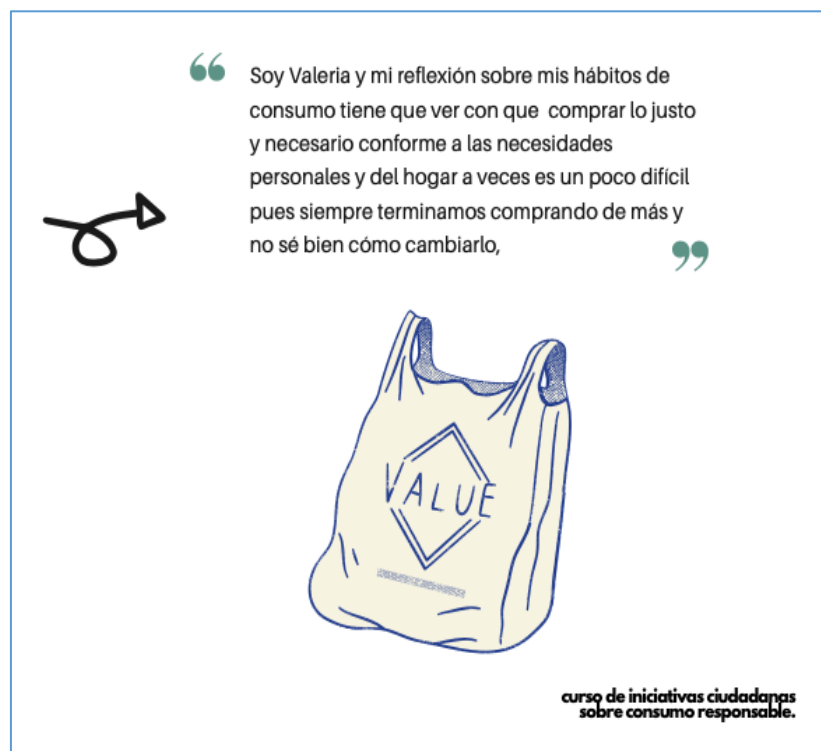 “
Soy Valeria y mi reflexión sobre mis hábitos de
consumo tiene que ver con que  comprar lo justo
y necesario conforme a las necesidades
personales y del hogar a veces es un poco difícil
pues siempre terminamos comprando de más y
no sé bien cómo cambiarlo,
”
VALUE
curso de iniciativas ciudadanas
sobre consumo responsable.